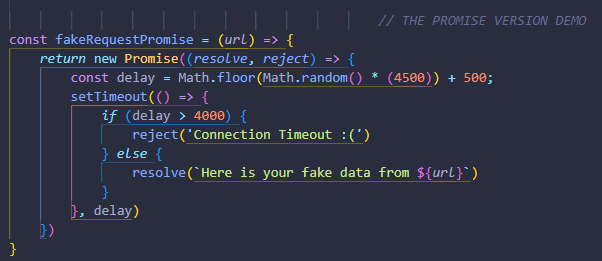 // THE PROMISE VERSION DEMO
const fakeRequestPromise = (url) => {
    return new Promise((resolve, reject) => {
        const delay = Math.floor(Math.random() * (4500)) + 500;
        setTimeout(() => {
            if (delay > 4000) {
                reject('Connection Timeout :(')
            } else {
                resolve(`Here is your fake data from ${url}`)
            }
        }, delay)
    })
}